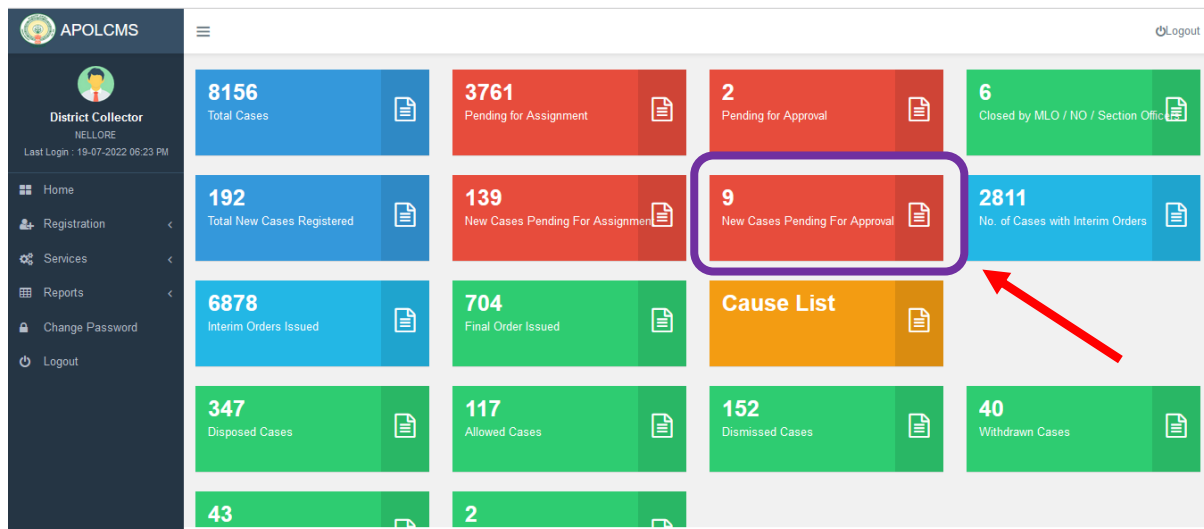 APOLCMS
Logout
District Collector
NELLORE
Last Login : 19-07-2022 06:23 PM
Home
Registration
Services
Reports
Change Password
Logout
8156
Total Cases
3761
Pending for Assignment
2
Pending for Approval
6
Closed by MLO / NO / Section Officers
192
Total New Cases Registered
139
New Cases Pending For Assignment
9
New Cases Pending For Approval
2811
No. of Cases with Interim Orders
6878
Interim Orders Issued
704
Final Order Issued
Cause List
347
Disposed Cases
117
Allowed Cases
152
Dismissed Cases
40
Withdrawn Cases
43
2